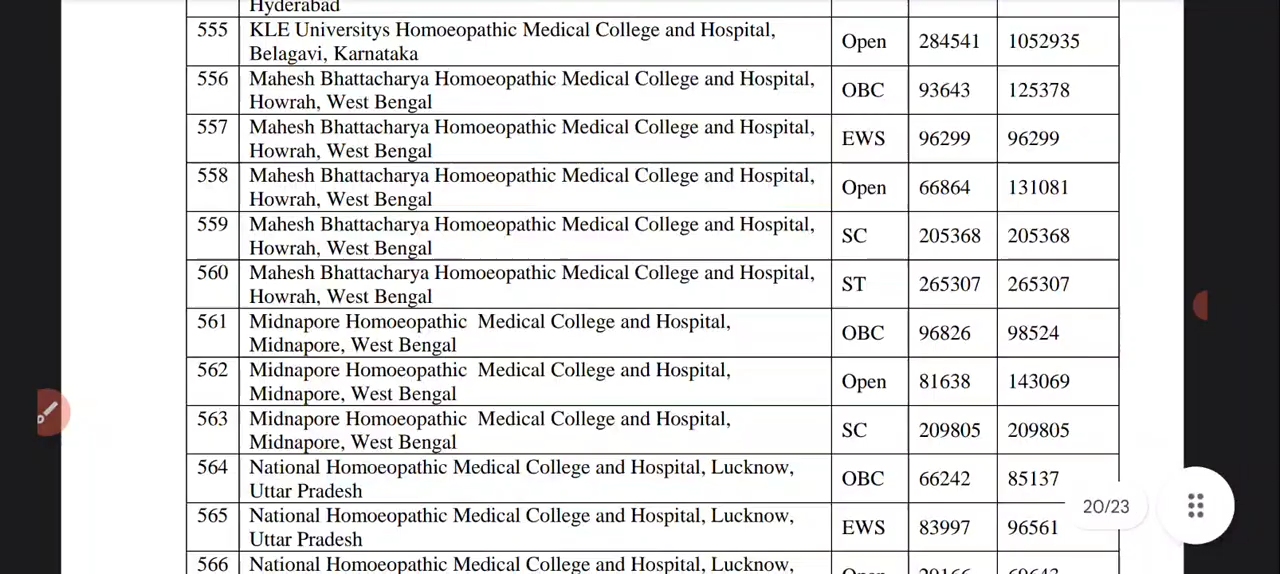 Hyderabad
555 KLE Universitys Homoeopathic Medical College and Hospital, Belagavi, Karnataka Open 284541 1052935
556 Mahesh Bhattacharya Homoeopathic Medical College and Hospital, Howrah, West Bengal OBC 93643 125378
557 Mahesh Bhattacharya Homoeopathic Medical College and Hospital, Howrah, West Bengal EWS 96299 96299
558 Mahesh Bhattacharya Homoeopathic Medical College and Hospital, Howrah, West Bengal Open 66864 131081
559 Mahesh Bhattacharya Homoeopathic Medical College and Hospital, Howrah, West Bengal SC 205368 205368
560 Mahesh Bhattacharya Homoeopathic Medical College and Hospital, Howrah, West Bengal ST 265307 265307
561 Midnapore Homoeopathic Medical College and Hospital, Midnapore, West Bengal OBC 96826 98524
562 Midnapore Homoeopathic Medical College and Hospital, Midnapore, West Bengal Open 81638 143069
563 Midnapore Homoeopathic Medical College and Hospital, Midnapore, West Bengal SC 209805 209805
564 National Homoeopathic Medical College and Hospital, Lucknow, Uttar Pradesh OBC 66242 85137
20/23
565 National Homoeopathic Medical College and Hospital, Lucknow, Uttar Pradesh EWS 83997 96561
566 National Homoeopathic Medical College and Hospital, Lucknow, Open